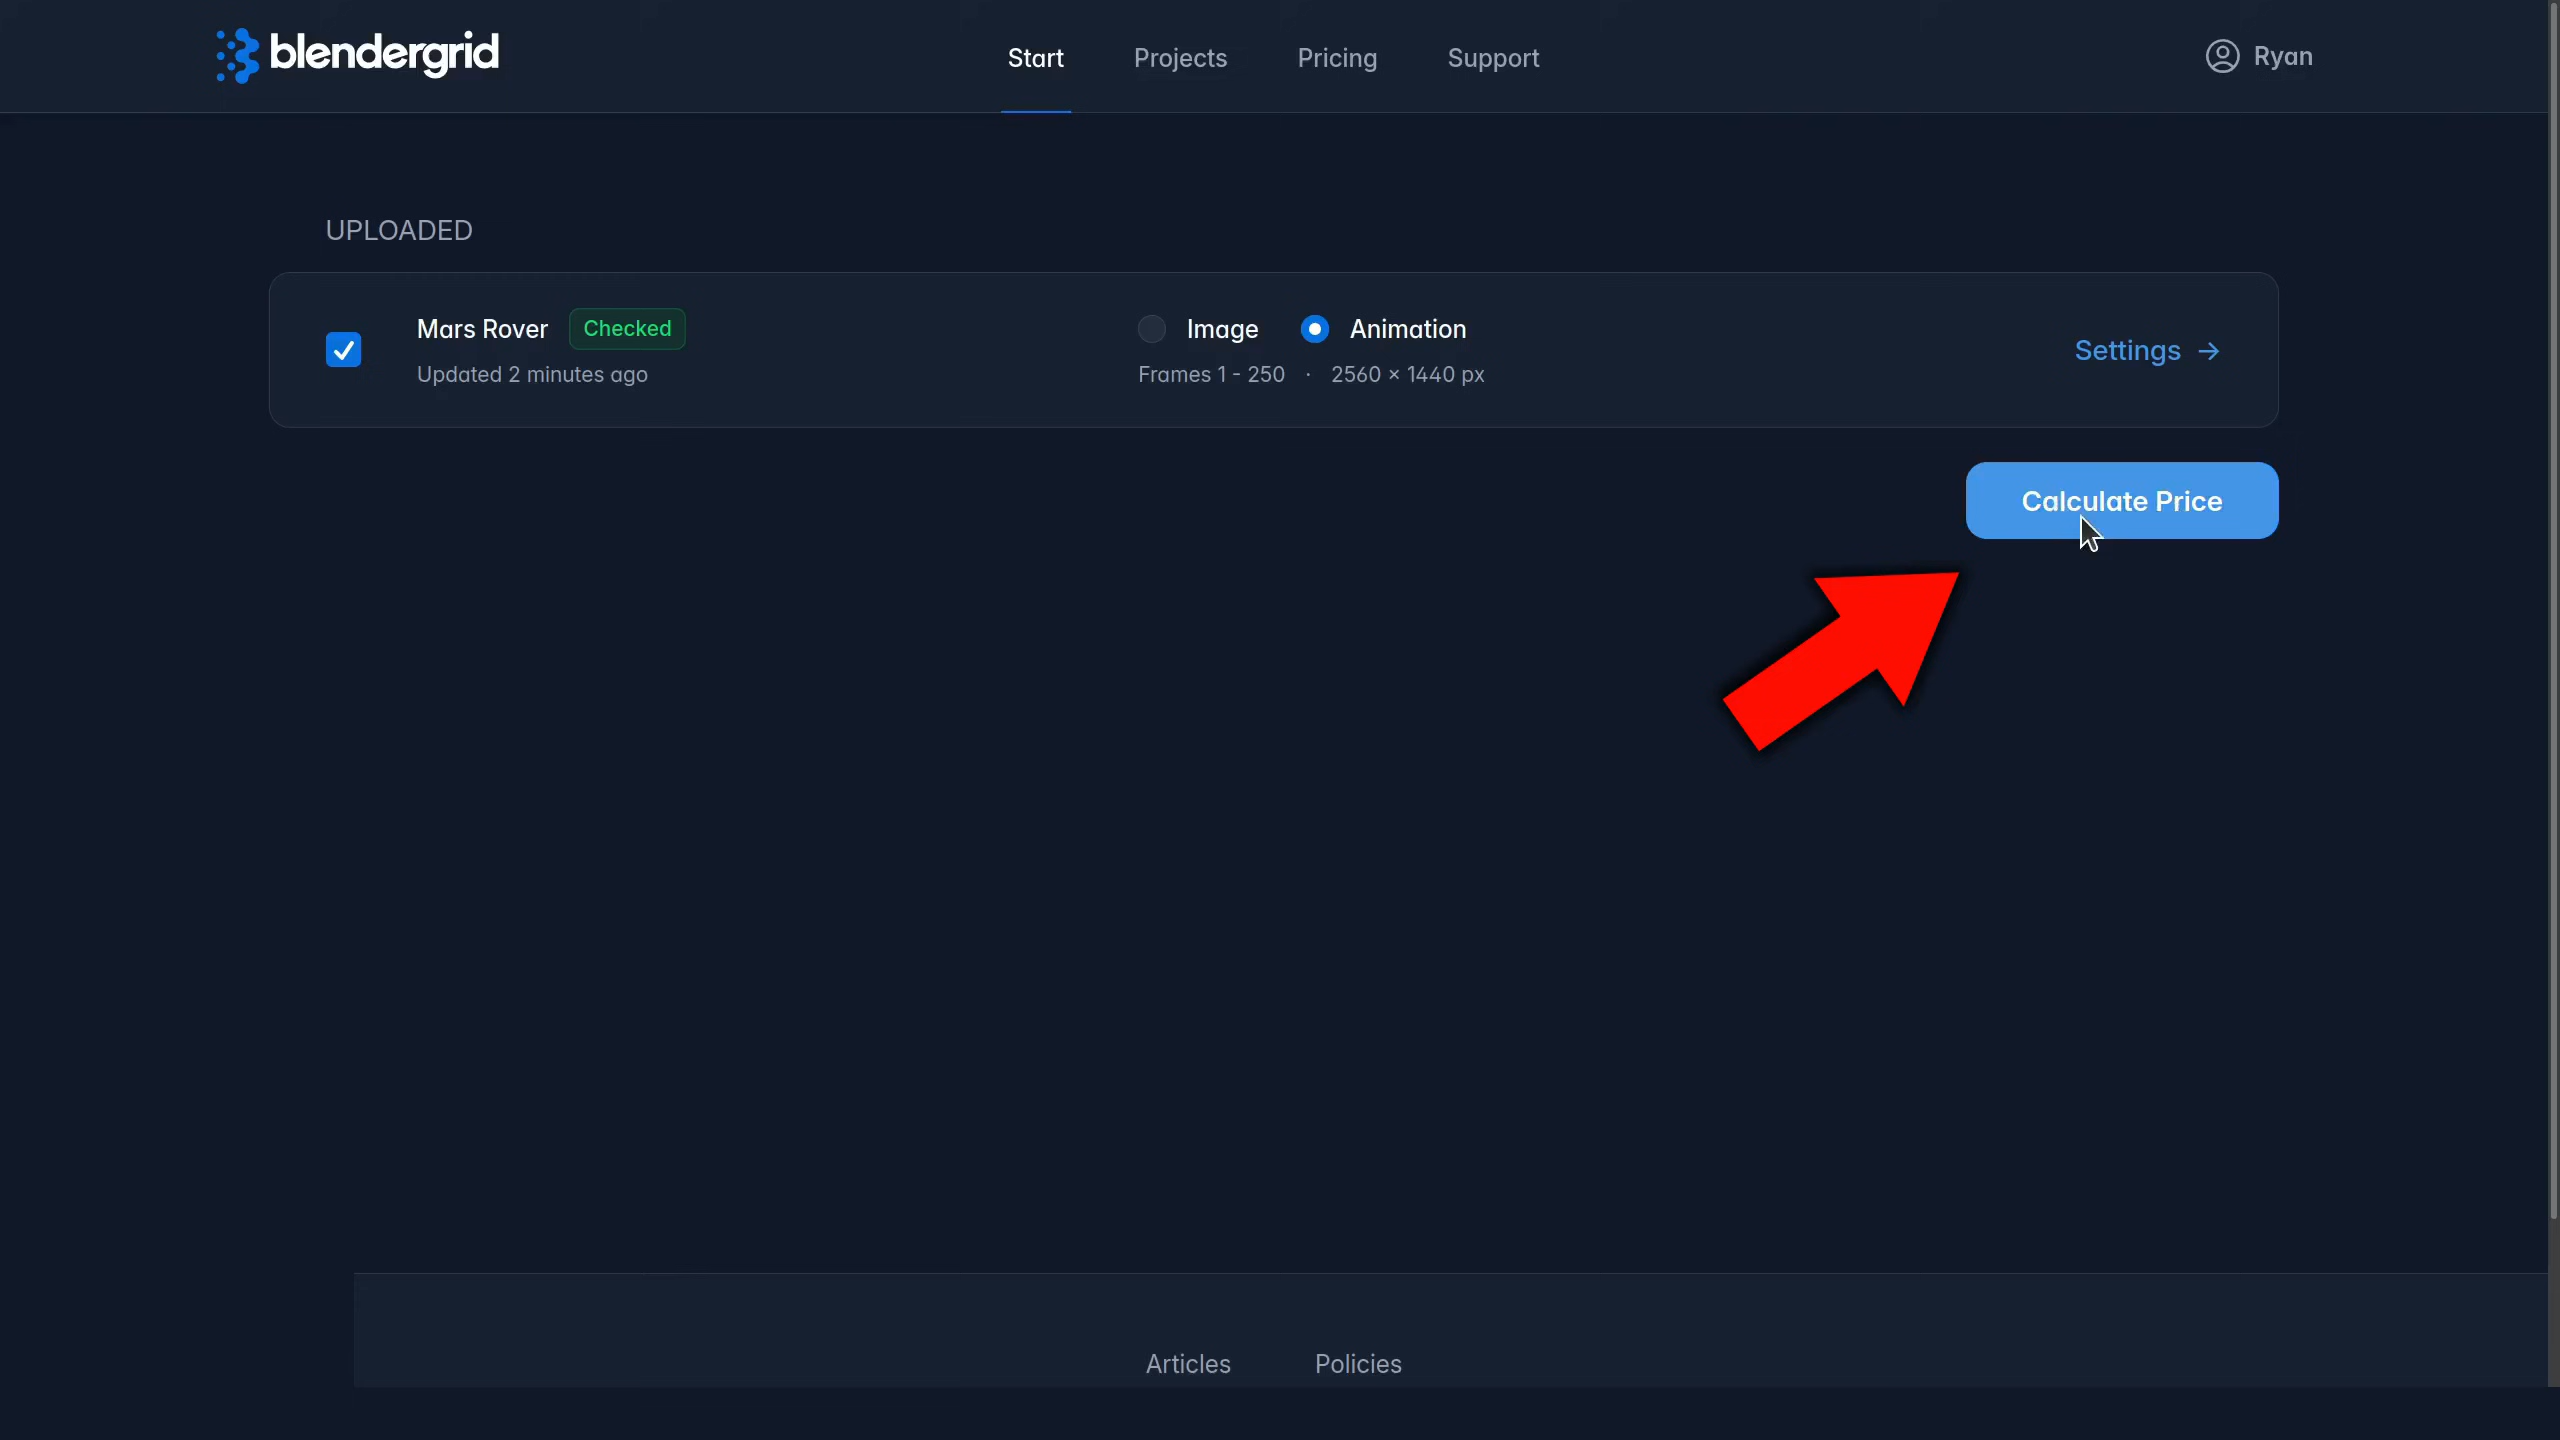 blendergrid
Start Projects Pricing Support
Ryan
UPLOADED
Mars Rover Checked
Updated 2 minutes ago
Image Animation
Frames 1 - 250 · 2560 × 1440 px
Settings →
Calculate Price
Articles Policies